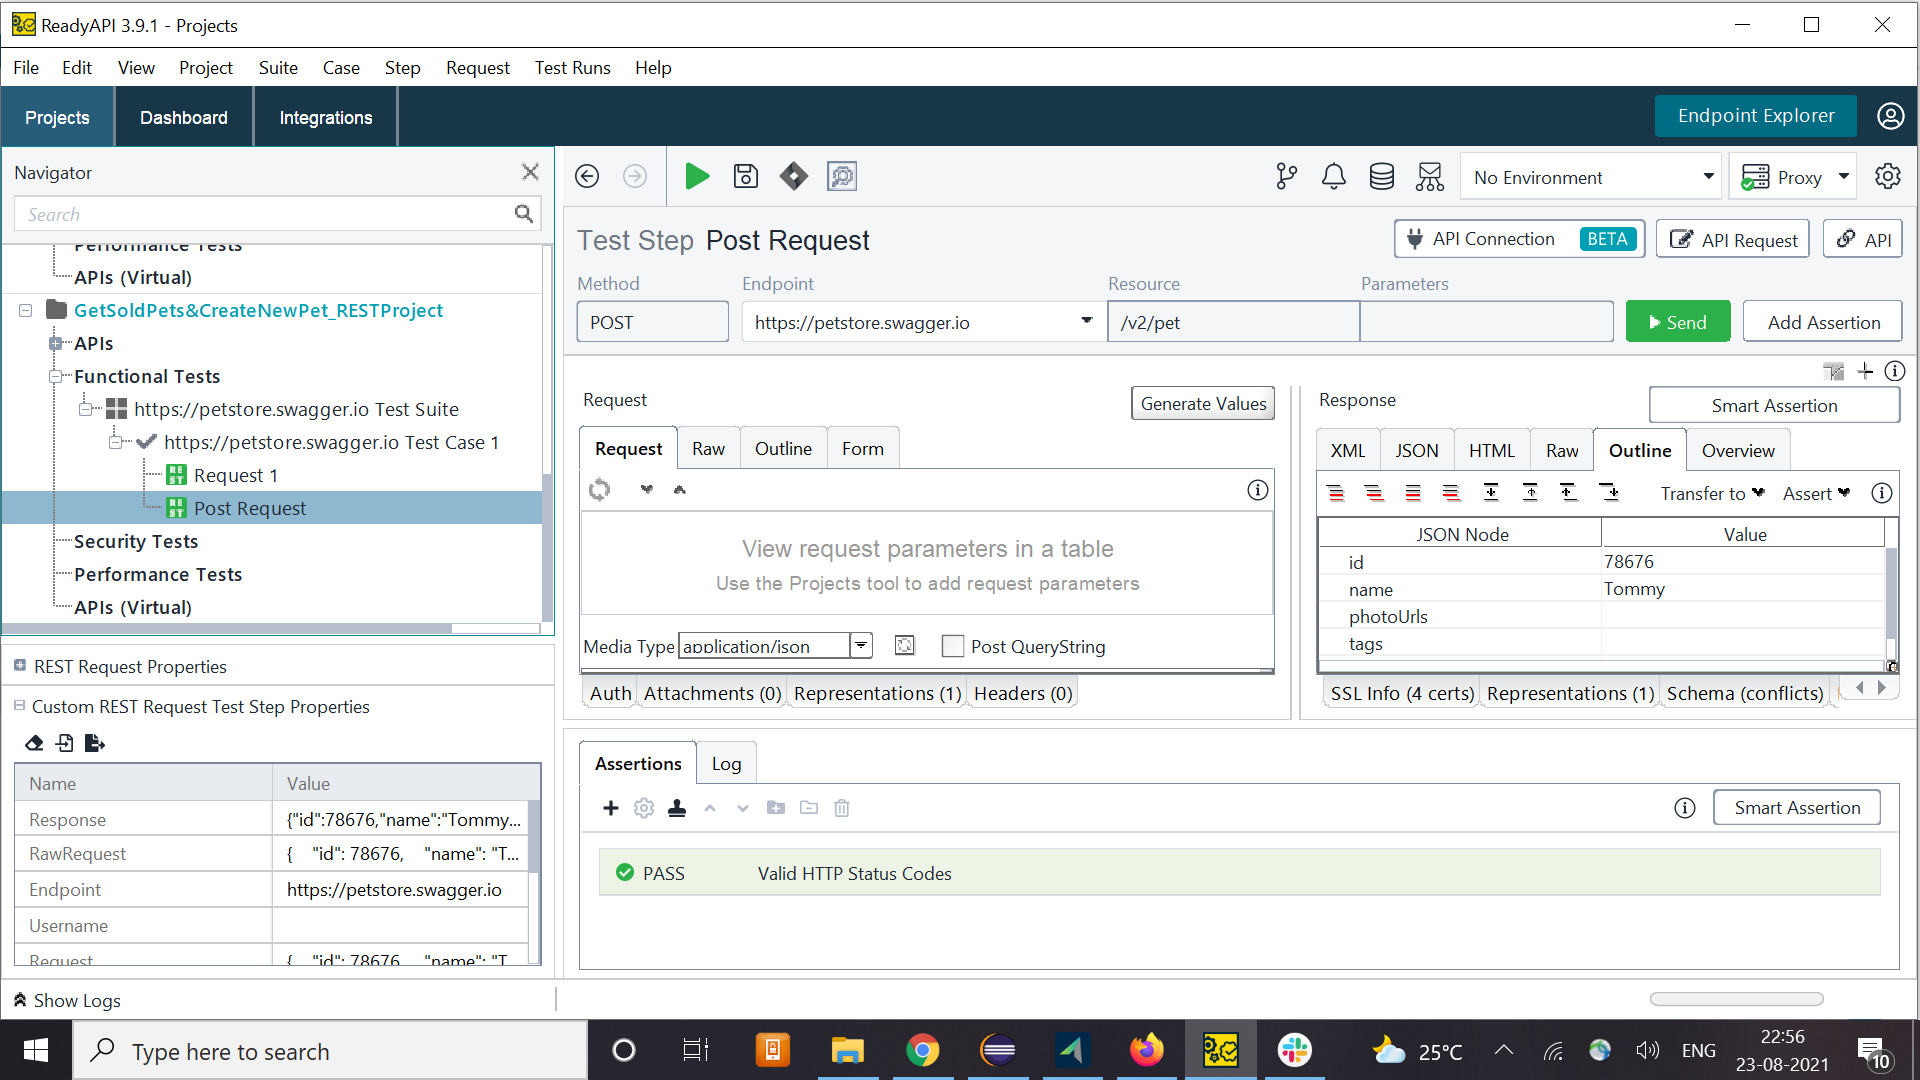 ReadyAPI 3.9.1 - Projects
File Edit View Project Suite Case Step Request Test Runs Help
Projects Dashboard Integrations Endpoint Explorer
Navigator
Search
No Environment Proxy
Performance Tests
APIs (Virtual)
GetSoldPets&CreateNewPet_RESTProject
APIs
Functional Tests
https://petstore.swagger.io Test Suite
https://petstore.swagger.io Test Case 1
REST Request 1
REST Post Request
Security Tests
Performance Tests
APIs (Virtual)
REST Request Properties
Custom REST Request Test Step Properties
Name Value
Response {"id":78676,"name":"Tommy...
RawRequest { "id": 78676, "name": "T...
Endpoint https://petstore.swagger.io
Username
Request { "id": 78676, "name": "T...
Show Logs
Test Step Post Request
API Connection BETA API Request API
Method Endpoint Resource Parameters
POST https://petstore.swagger.io /v2/pet Send Add Assertion
Request Generate Values
Request Raw Outline Form
View request parameters in a table
Use the Projects tool to add request parameters
Media Type application/json Post QueryString
Auth Attachments (0) Representations (1) Headers (0)
Response Smart Assertion
XML JSON HTML Raw Outline Overview
Transfer to Assert
JSON Node Value
id 78676
name Tommy
photoUrls
tags
SSL Info (4 certs) Representations (1) Schema (conflicts)
Assertions Log
Smart Assertion
PASS Valid HTTP Status Codes
Type here to search
25°C ENG
22:56
23-08-2021
10